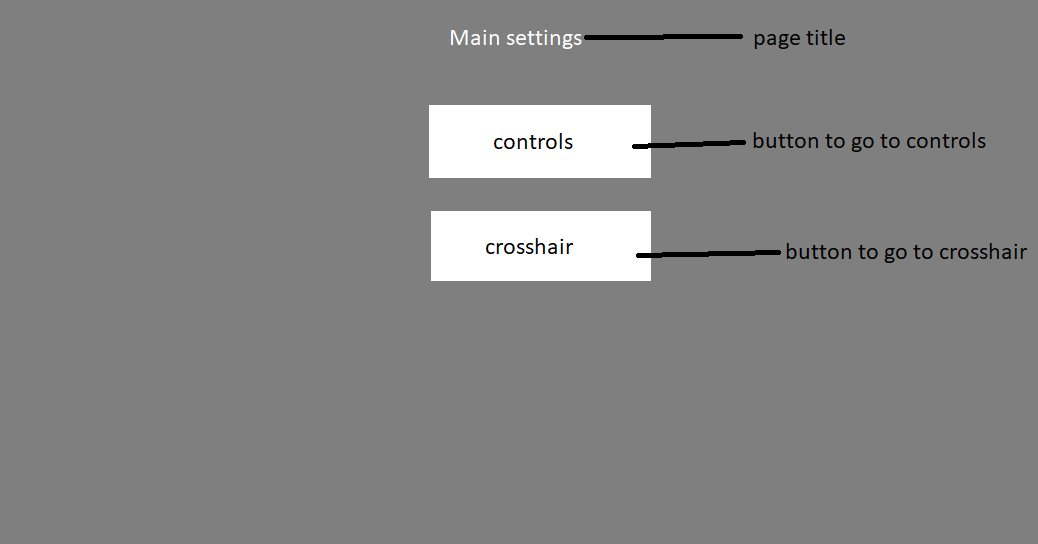 Main settings
page title
controls
button to go to controls
crosshair
button to go to crosshair